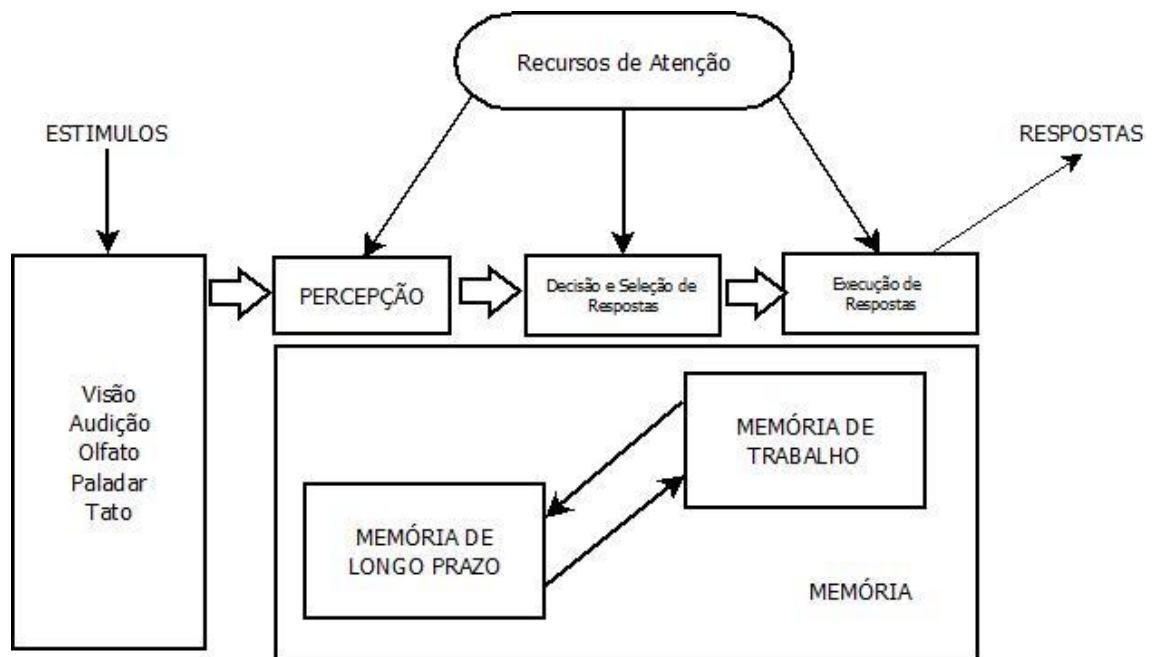 Recursos de Atenção
ESTIMULOS
RESPOSTAS
PERCEPÇÃO
Decisão e Seleção de
Respostas
Execução de
Respostas
Visão
Audição
Olfato
Paladar
Tato
MEMÓRIA DE
TRABALHO
MEMÓRIA DE
LONGO PRAZO
MEMÓRIA